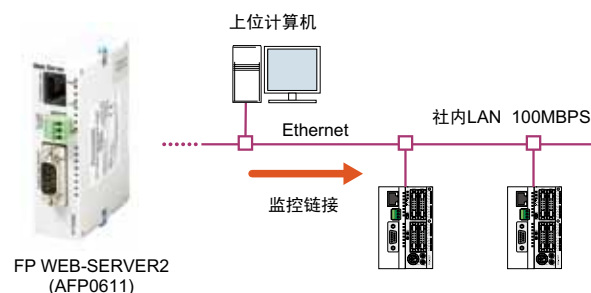 上位计算机
Ethernet
社内LAN 100MBPS
监控链接
FP WEB-SERVER2
(AFP0611)